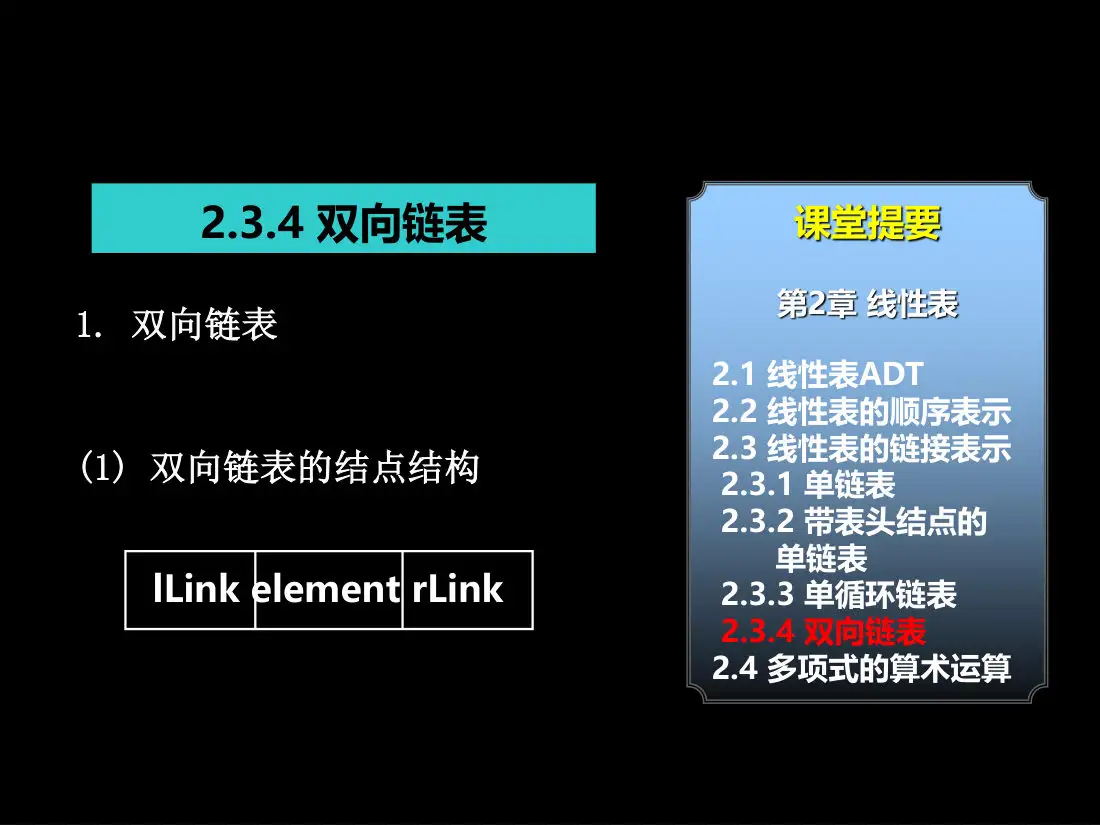 2.3.4 双向链表
1. 双向链表
(1) 双向链表的结点结构
lLink element rLink
课堂提要
第2章 线性表
2.1 线性表ADT
2.2 线性表的顺序表示
2.3 线性表的链接表示
2.3.1 单链表
2.3.2 带表头结点的
单链表
2.3.3 单循环链表
2.3.4 双向链表
2.4 多项式的算术运算